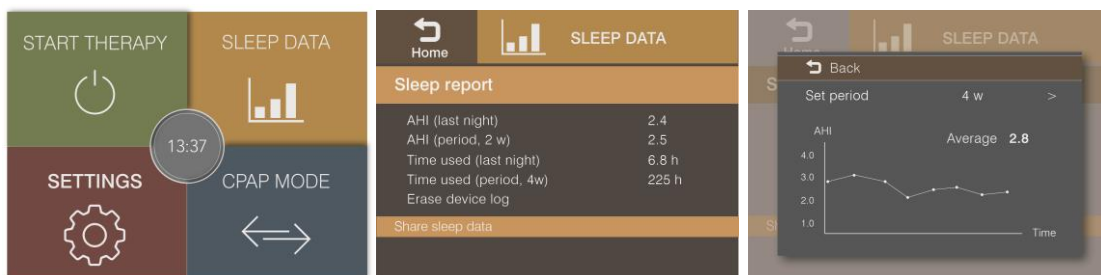 START THERAPY
SLEEP DATA
13:37
SETTINGS
CPAP MODE
Home
SLEEP DATA
Sleep report
AHI (last night) 2.4
AHI (period, 2 w) 2.5
Time used (last night) 6.8 h
Time used (period, 4w) 225 h
Erase device log
Share sleep data
Home
SLEEP DATA
Back
Set period 4 w >
AHI
Average 2.8
4.0
3.0
2.0
1.0
Time